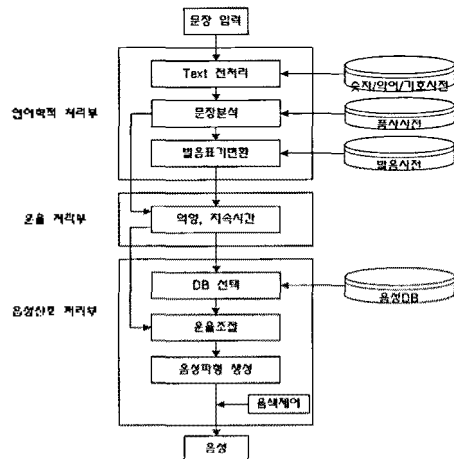 문장 입력
Text 전처리
숫자/약어/기호사전
언어학적 처리부
문장분석
품사사전
발음표기변환
발음사전
운율 처리부
억양, 지속시간
DB 선택
음성DB
음성신호 처리부
운율조절
음성파형 생성
음색제어
음성